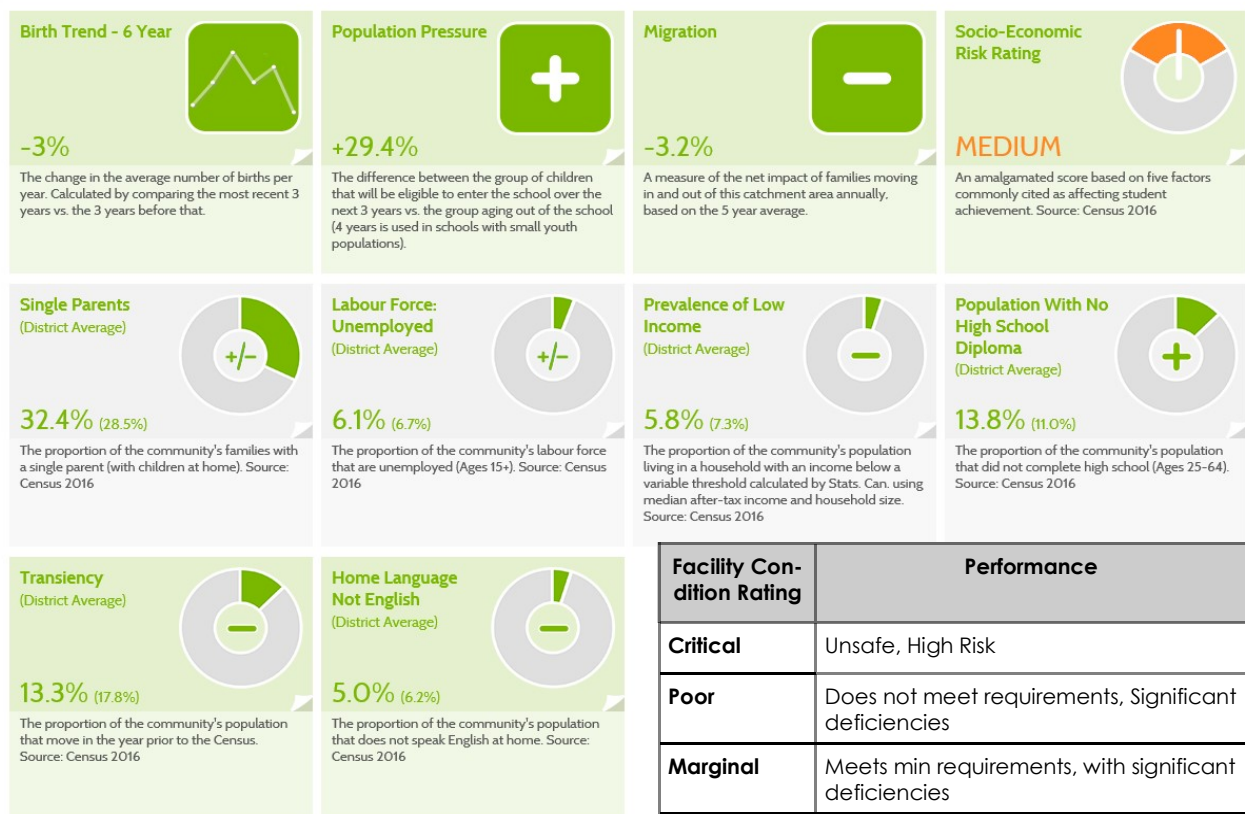 Birth Trend - 6 Year
-3%
The change in the average number of births per
year. Calculated by comparing the most recent 3
years vs. the 3 years before that.
Population Pressure
+29.4%
The difference between the group of children
that will be eligible to enter the school over the
next 3 years vs. the group aging out of the school
(4 years is used in schools with small youth
populations).
Migration
-3.2%
A measure of the net impact of families moving
in and out of this catchment area annually,
based on the 5 year average.
Socio-Economic
Risk Rating
MEDIUM
An amalgamated score based on five factors
commonly cited as affecting student
achievement. Source: Census 2016
Single Parents
(District Average)
+/-
32.4% (28.5%)
The proportion of the community's families with
a single parent (with children at home). Source:
Census 2016
Labour Force:
Unemployed
(District Average)
+/-
6.1% (6.7%)
The proportion of the community's labour force
that are unemployed (Ages 15+). Source: Census
2016
Prevalence of Low
Income
(District Average)
5.8% (7.3%)
The proportion of the community's population
living in a household with an income below a
variable threshold calculated by Stats. Can. using
median after-tax income and household size.
Source: Census 2016
Population With No
High School
Diploma
(District Average)
13.8% (11.0%)
The proportion of the community's population
that did not complete high school (Ages 25-64).
Source: Census 2016
Transiency
(District Average)
13.3% (17.8%)
The proportion of the community's population
that move in the year prior to the Census.
Source: Census 2016
Home Language
Not English
(District Average)
5.0% (6.2%)
The proportion of the community's population
that does not speak English at home. Source:
Census 2016
Facility Con-
dition Rating
Performance
Critical
Unsafe, High Risk
Poor
Does not meet requirements, Significant
deficiencies
Marginal
Meets min requirements, with significant
deficiencies